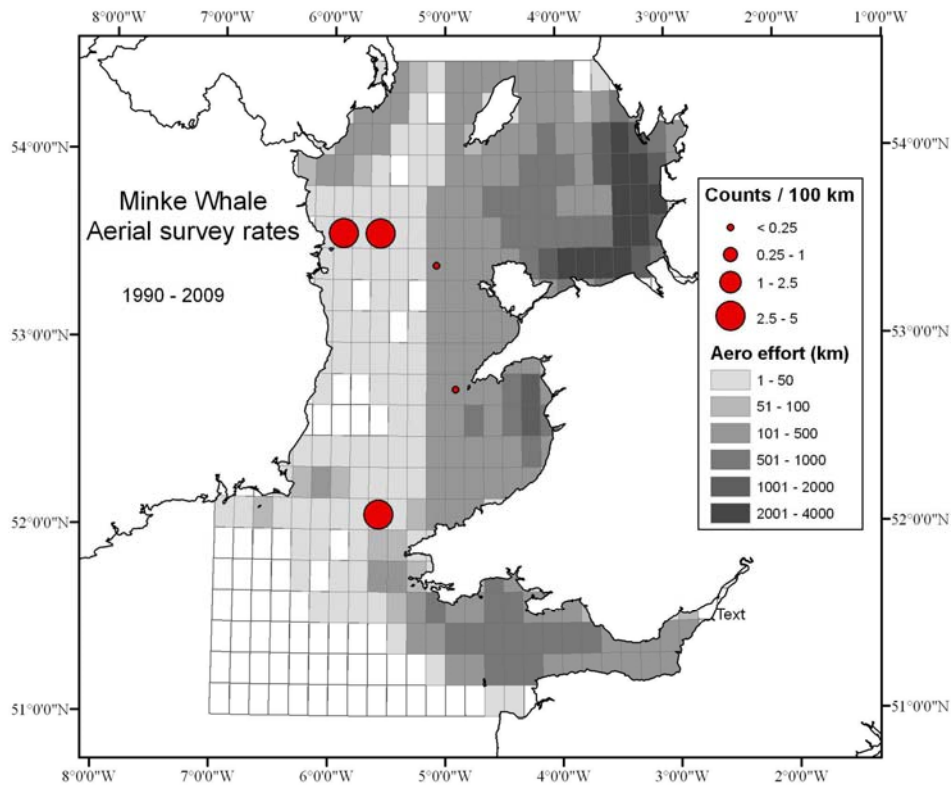 8°0'0"W 7°0'0"W 6°0'0"W 5°0'0"W 4°0'0"W 3°0'0"W 2°0'0"W 1°0'0"W
54°0'0"N 54°0'0"N
Minke Whale
Aerial survey rates
1990 - 2009
Counts / 100 km
< 0.25
0.25 - 1
1 - 2.5
2.5 - 5
53°0'0"N 53°0'0"N
Aero effort (km)
1 - 50
51 - 100
101 - 500
501 - 1000
1001 - 2000
2001 - 4000
52°0'0"N 52°0'0"N
Text
51°0'0"N 51°0'0"N
8°0'0"W 7°0'0"W 6°0'0"W 5°0'0"W 4°0'0"W 3°0'0"W 2°0'0"W